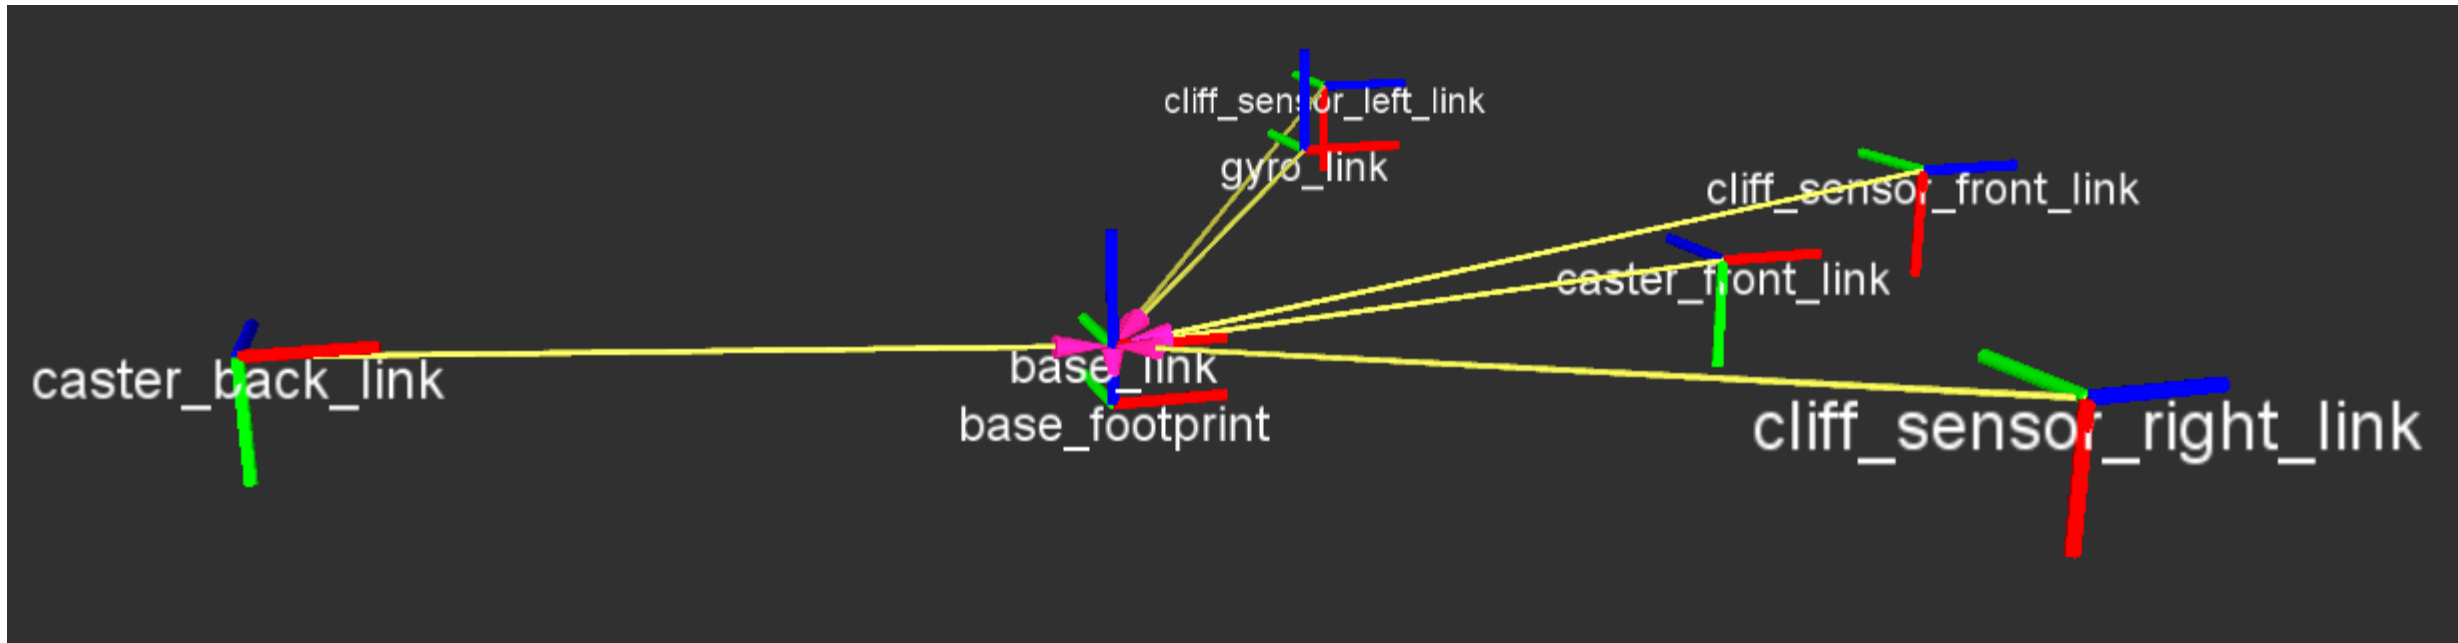 cliff_sensor_left_link
gyro_link
cliff_sensor_front_link
caster_front_link
base_link
caster_back_link
base_footprint
cliff_sensor_right_link